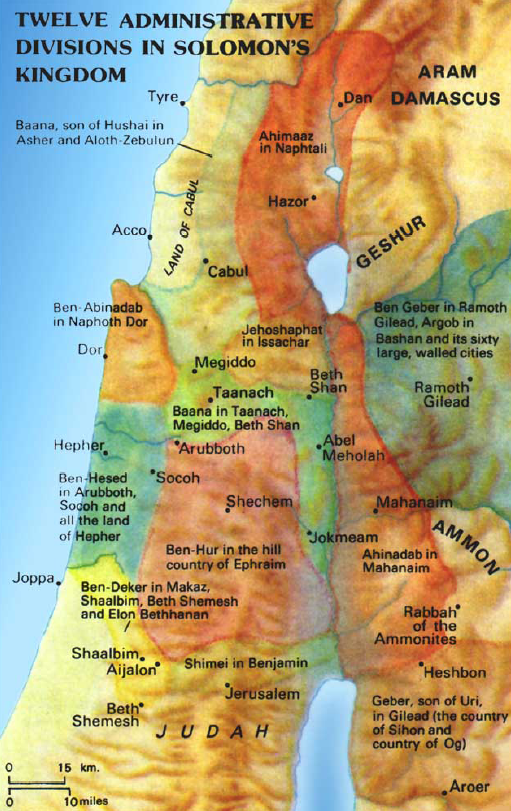 TWELVE ADMINISTRATIVE
DIVISIONS IN SOLOMON'S
KINGDOM
ARAM
DAMASCUS
Tyre
Dan
Baana, son of Hushai in
Asher and Aloth-Zebulun
Ahimaaz
in Naphtali
LAND OF CABUL
Hazor
Acco
GESHUR
Cabul
Ben-Abinadab
in Naphoth Dor
Ben Geber in Ramoth
Gilead, Argob in
Bashan and its sixty
large, walled cities
Jehoshaphat
in Issachar
Dor
Megiddo
Beth
Shan
Ramoth
Gilead
Taanach
Baana in Taanach,
Megiddo, Beth Shan
Hepher
Arubboth
Abel
Meholah
Ben-Hesed
in Arubboth,
Socoh and
all the land
of Hepher
Socoh
Shechem
Mahanaim
AMMON
Jokmeam
Ben-Hur in the hill
country of Ephraim
Ahinadab in
Mahanaim
Joppa
Ben-Deker in Makaz,
Shaalbim, Beth Shemesh
and Elon Bethhanan
Rabbah
of the
Ammonites
Shaalbim
Aijalon
Shimei in Benjamin
Heshbon
Jerusalem
Beth
Shemesh
JUDAH
Geber, son of Uri,
in Gilead (the country
of Sihon and
country of Og)
0 15 km.
0 10 miles
Aroer